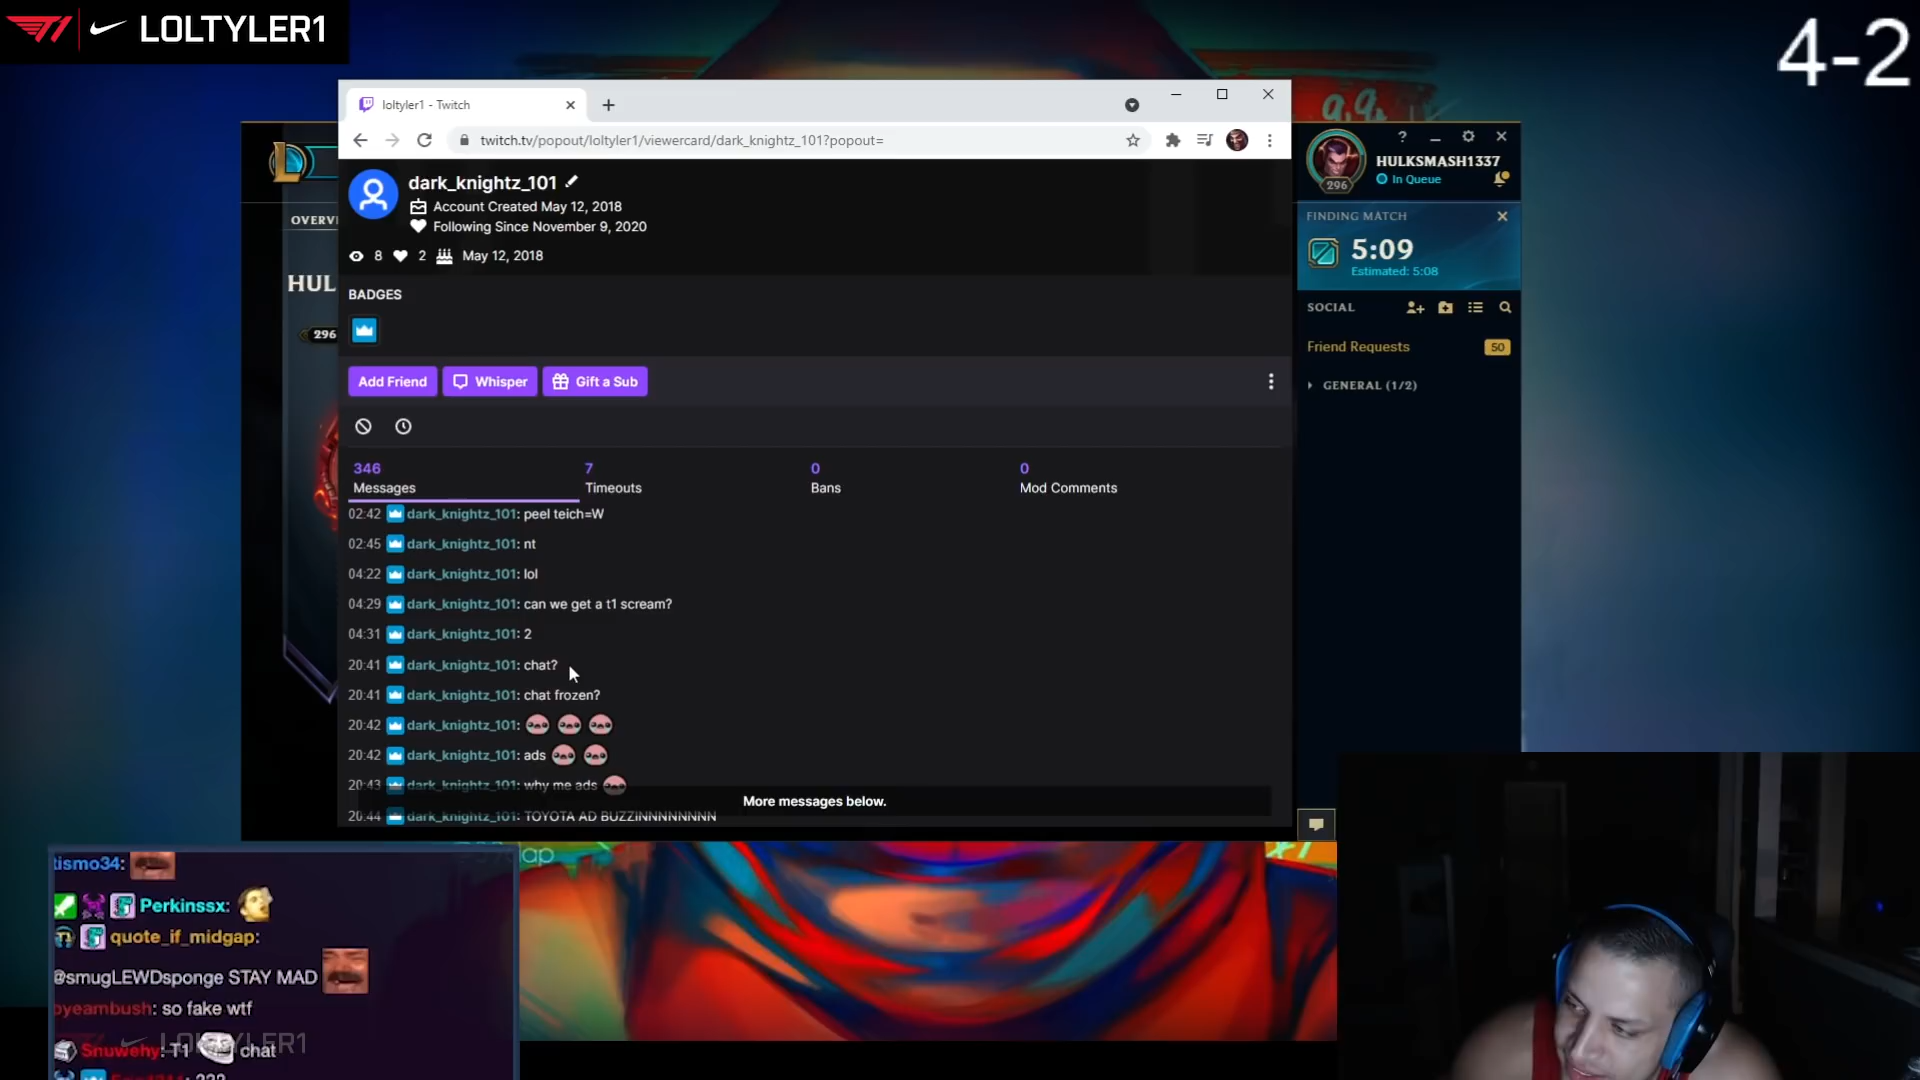 T1 LOLTYLER1
4-2
loltyler1 - Twitch
twitch.tv/popout/loltyler1/viewercard/dark_knightz_101?popout=
dark_knightz_101
Account Created May 12, 2018
Following Since November 9, 2020
8 2 May 12, 2018
BADGES
Add Friend Whisper Gift a Sub
346 7 0 0
Messages Timeouts Bans Mod Comments
02:42 dark_knightz_101: peel teich=W
02:45 dark_knightz_101: nt
04:22 dark_knightz_101: lol
04:29 dark_knightz_101: can we get a t1 scream?
04:31 dark_knightz_101: 2
20:41 dark_knightz_101: chat?
20:41 dark_knightz_101: chat frozen?
20:42 dark_knightz_101:
20:42 dark_knightz_101: ads
20:43 dark_knightz_101: why me ads
More messages below.
20:44 dark_knightz_101: TOYOTA AD BUZZINNNNNNNN
OVERV
HUL
296
HULKSMASH1337
296
In Queue
FINDING MATCH
5:09
Estimated: 5:08
SOCIAL
Friend Requests 50
GENERAL (1/2)
tismo34:
Perkinssx:
quote_if_midgap:
@smugLEWDsponge STAY MAD
yeambush: so fake wtf
LOLTYLER1
Snuwehy: T1 chat